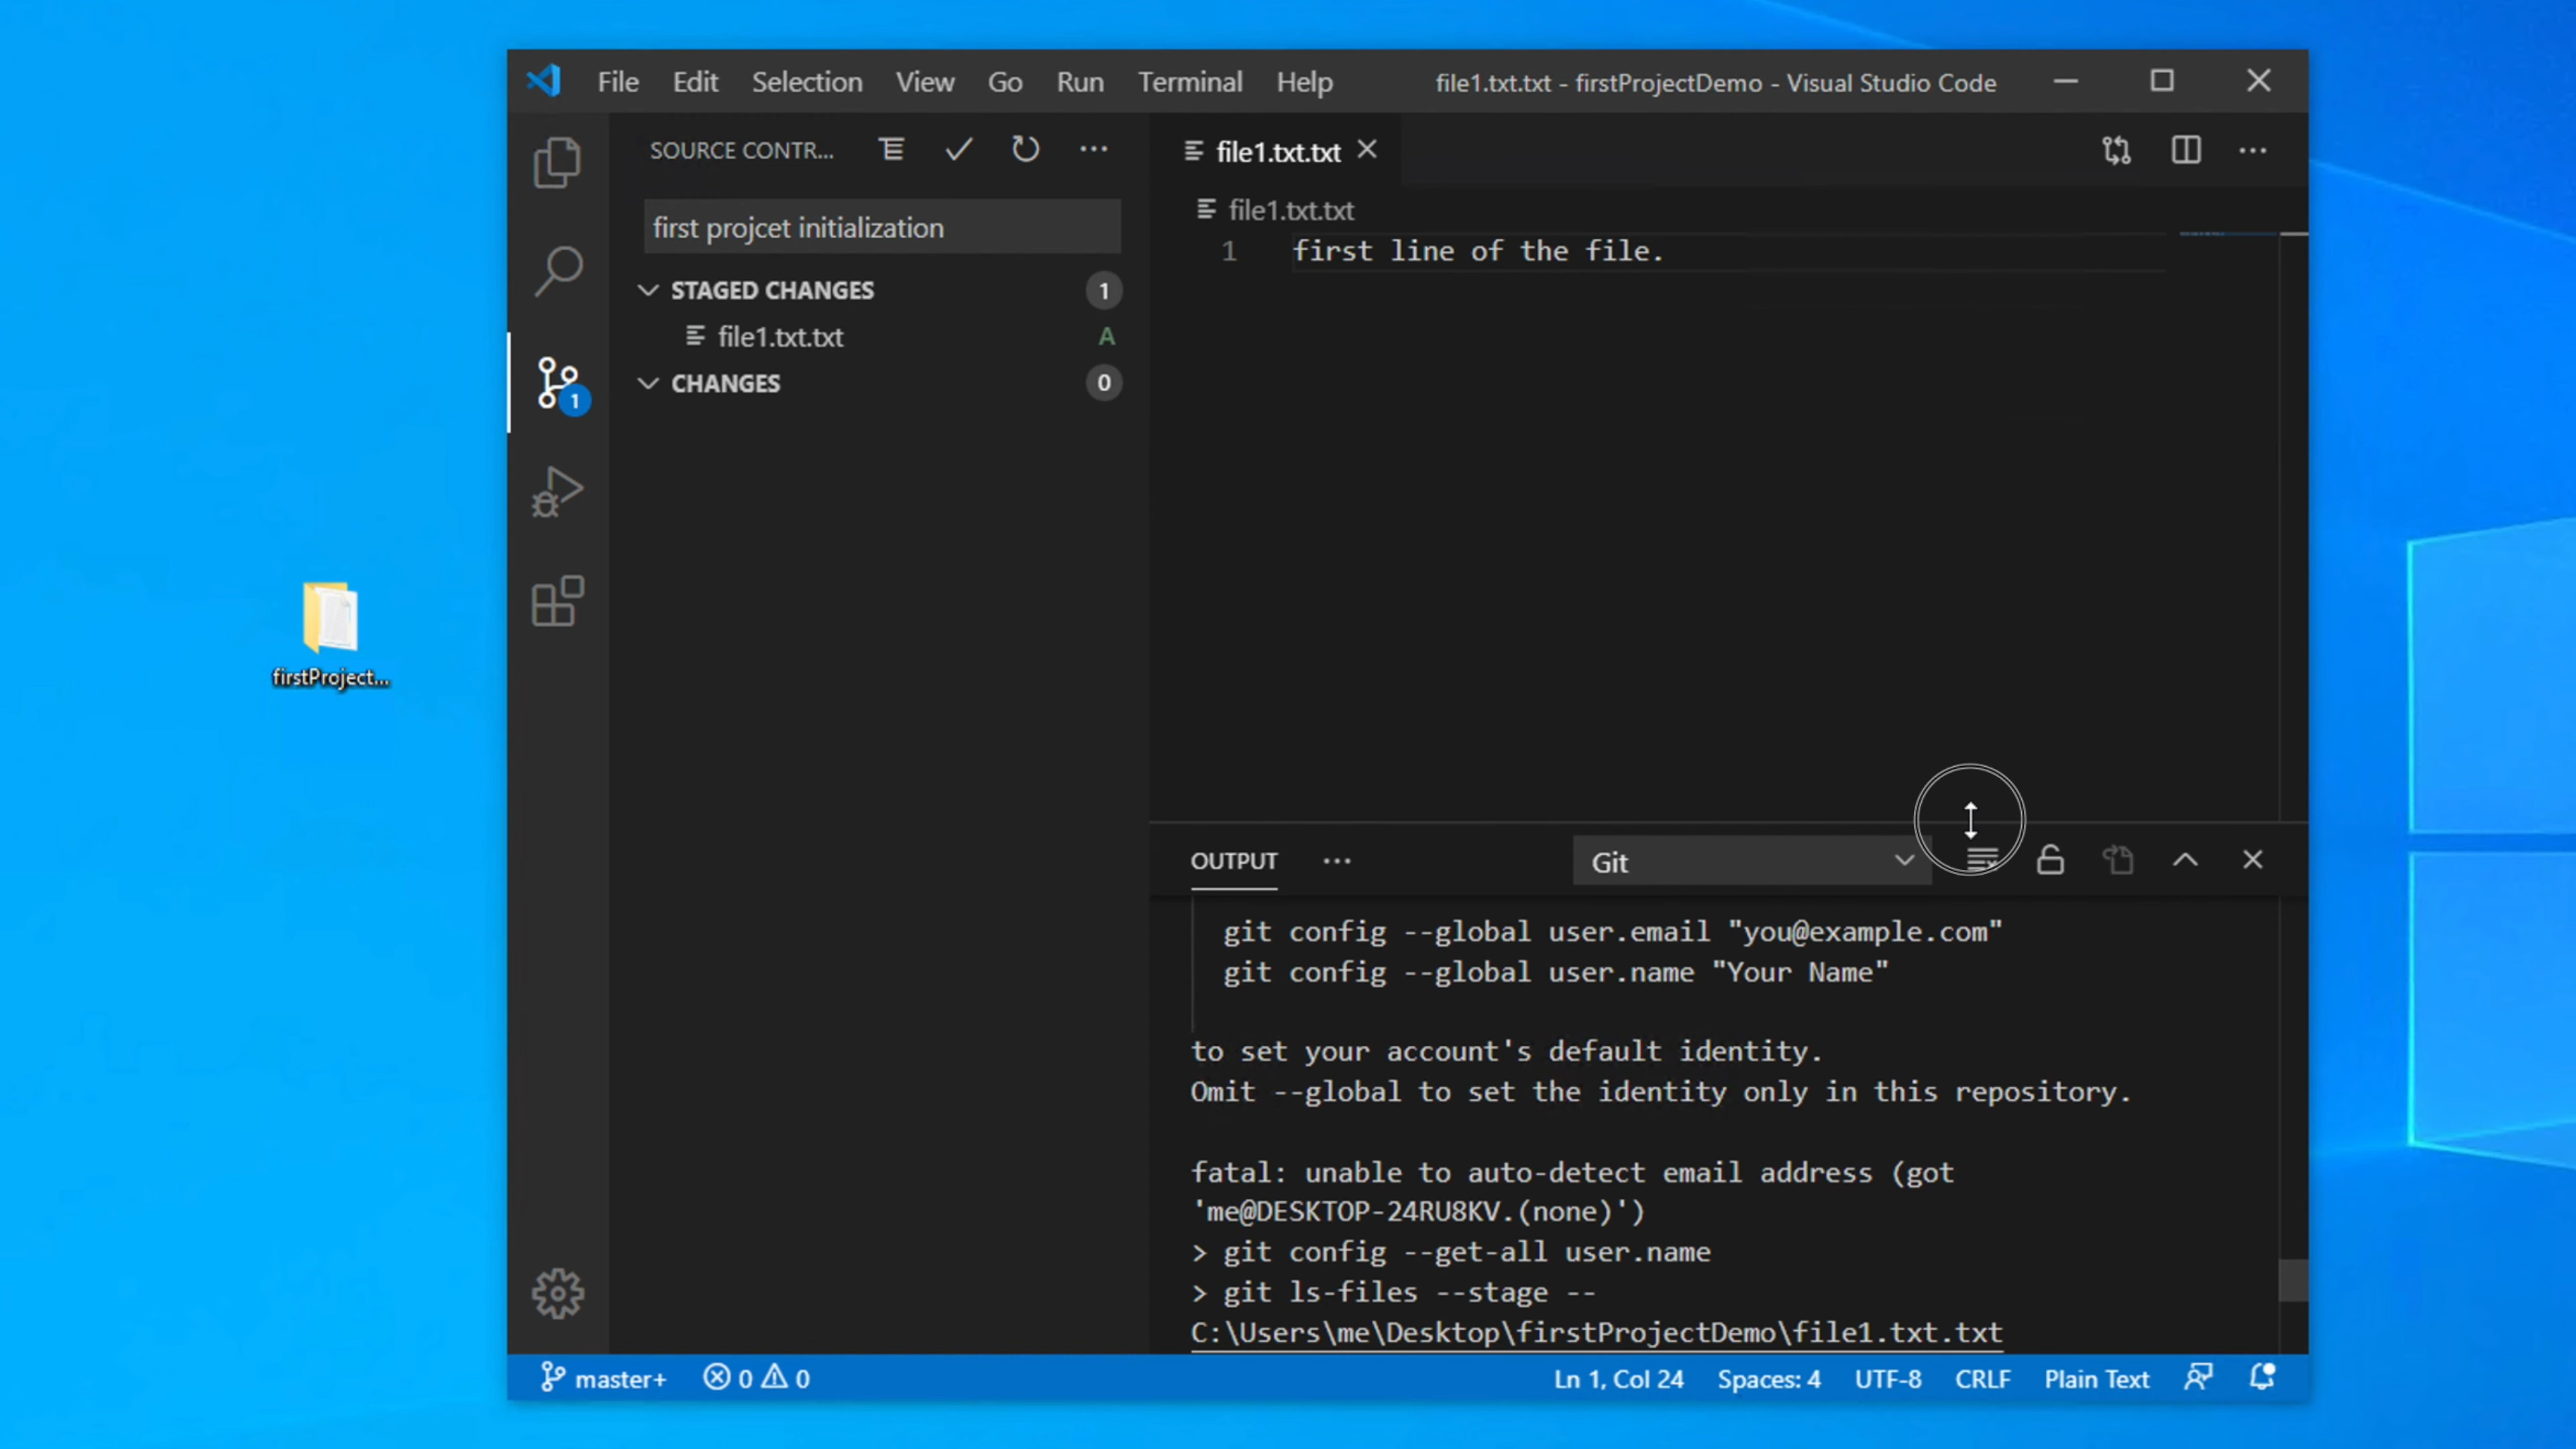 File Edit Selection View Go Run Terminal Help file1.txt.txt - firstProjectDemo - Visual Studio Code
SOURCE CONTR...
first projcet initialization
STAGED CHANGES 1
file1.txt.txt A
CHANGES 0
1
file1.txt.txt
file1.txt.txt
1 first line of the file.
firstProject...
OUTPUT Git
git config --global user.email "you@example.com"
git config --global user.name "Your Name"
to set your account's default identity.
Omit --global to set the identity only in this repository.
fatal: unable to auto-detect email address (got
'me@DESKTOP-24RU8KV.(none)')
> git config --get-all user.name
> git ls-files --stage --
C:\Users\me\Desktop\firstProjectDemo\file1.txt.txt
master+ 0 0 Ln 1, Col 24 Spaces: 4 UTF-8 CRLF Plain Text